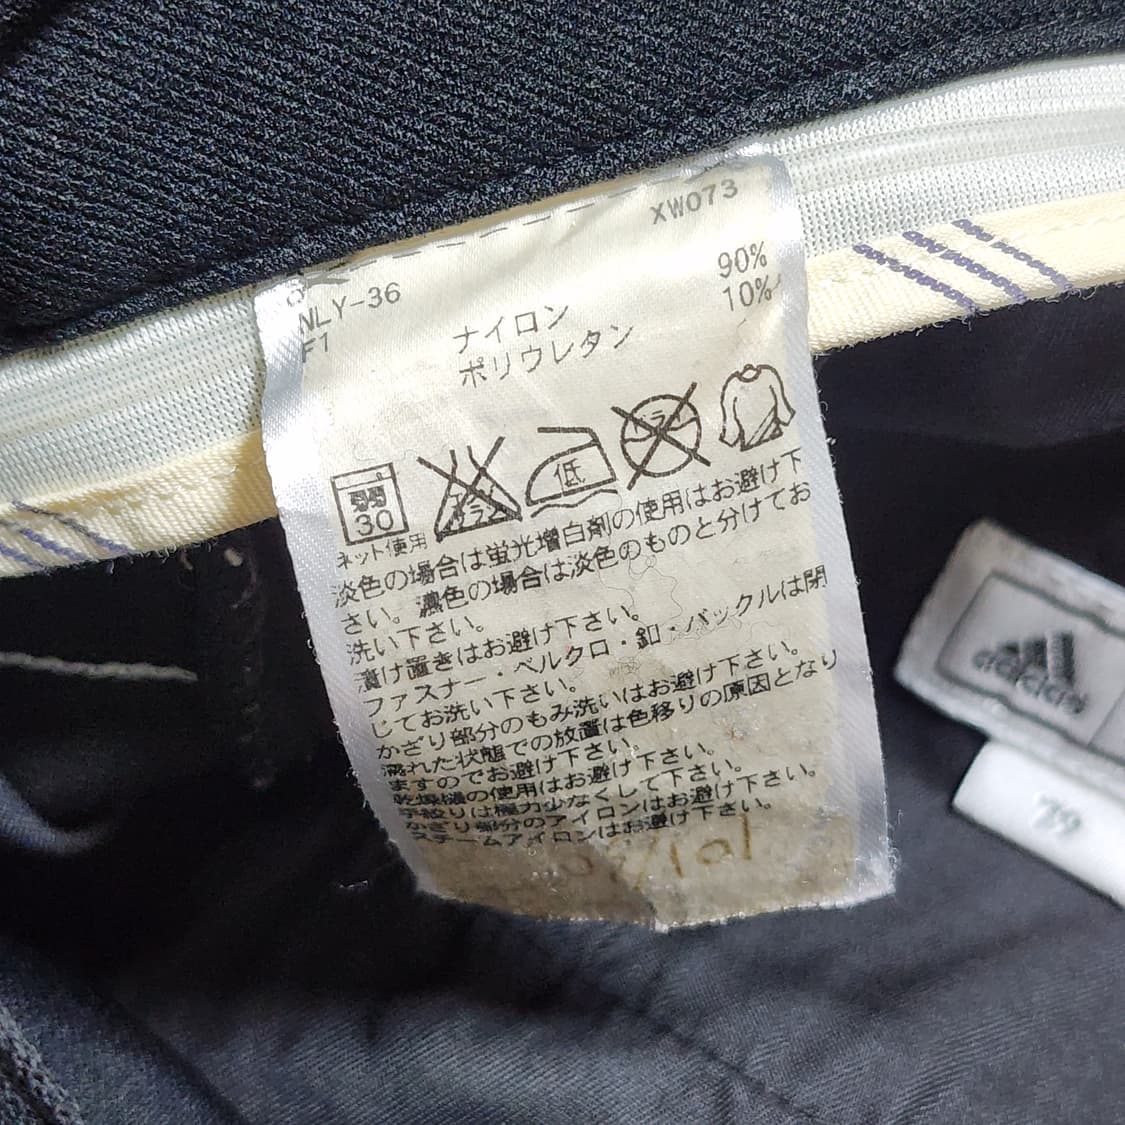 XW073
NLY-36
F1
ナイロン 90%
ポリウレタン 10%
30
ネット使用
エンソサラシ
低
ドライ
淡色の場合は蛍光増白剤の使用はお避け下
さい。濃色の場合は淡色のものと分けてお
洗い下さい。
漬け置きはお避け下さい。
ファスナー・ベルクロ・釦・バックルは閉
じてお洗い下さい。
かざり部分のもみ洗いはお避け下さい。
濡れた状態での放置は色移りの原因となり
ますのでお避け下さい。
乾燥機の使用はお避け下さい。
手絞りは極力少なくして下さい。
かざり部分のアイロンはお避け下さい。
スチームアイロンはお避け下さい。
adidas
79